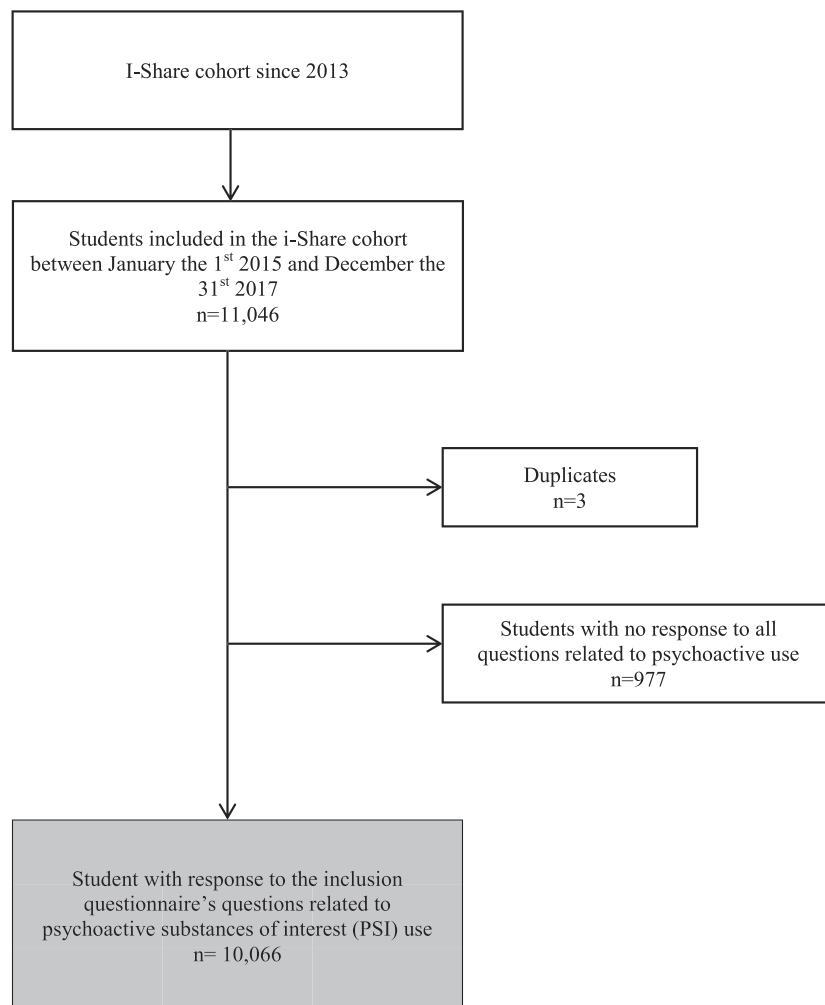 I-Share cohort since 2013
Students included in the i-Share cohort
between January the 1st 2015 and December the
31st 2017
n=11,046
Duplicates
n=3
Students with no response to all
questions related to psychoactive use
n=977
Student with response to the inclusion
questionnaire’s questions related to
psychoactive substances of interest (PSI) use
n= 10,066